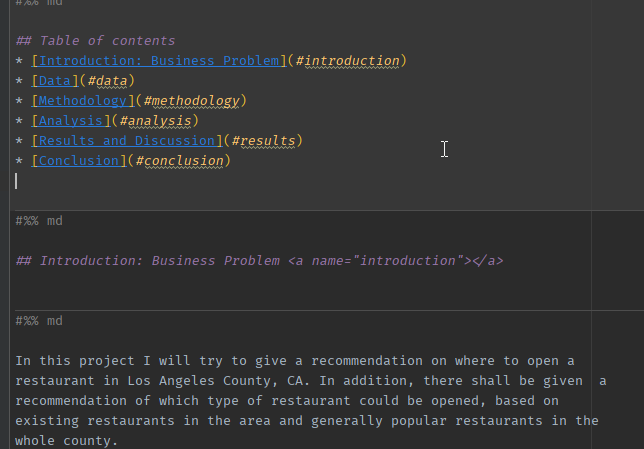 #%% md
## Table of contents
* [Introduction: Business Problem](#introduction)
* [Data](#data)
* [Methodology](#methodology)
* [Analysis](#analysis)
* [Results and Discussion](#results)
* [Conclusion](#conclusion)
#%% md
## Introduction: Business Problem <a name="introduction"></a>
#%% md
In this project I will try to give a recommendation on where to open a
restaurant in Los Angeles County, CA. In addition, there shall be given  a
recommendation of which type of restaurant could be opened, based on
existing restaurants in the area and generally popular restaurants in the
whole county.